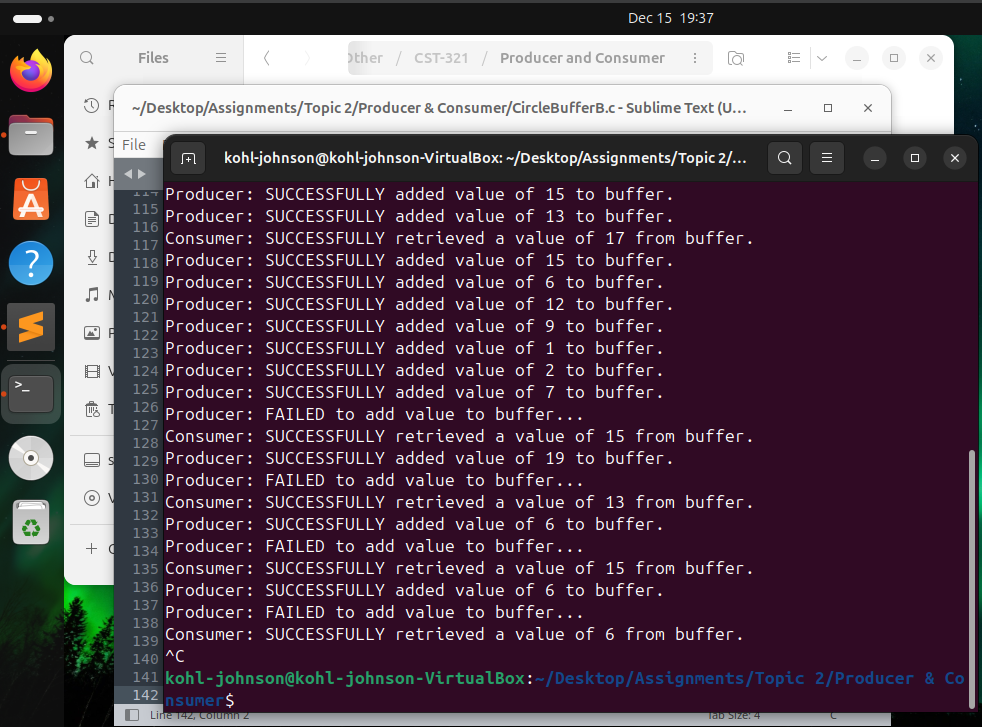 Dec 15 19:37
Files
Other / CST-321 / Producer and Consumer
~/Desktop/Assignments/Topic 2/Producer & Consumer/CircleBufferB.c - Sublime Text (U...
File
kohl-johnson@kohl-johnson-VirtualBox: ~/Desktop/Assignments/Topic 2/...
114 Producer: SUCCESSFULLY added value of 15 to buffer.
115 Producer: SUCCESSFULLY added value of 13 to buffer.
116
117 Consumer: SUCCESSFULLY retrieved a value of 17 from buffer.
118 Producer: SUCCESSFULLY added value of 15 to buffer.
119 Producer: SUCCESSFULLY added value of 6 to buffer.
120 Producer: SUCCESSFULLY added value of 12 to buffer.
121
122 Producer: SUCCESSFULLY added value of 9 to buffer.
123 Producer: SUCCESSFULLY added value of 1 to buffer.
124 Producer: SUCCESSFULLY added value of 2 to buffer.
125 Producer: SUCCESSFULLY added value of 7 to buffer.
126 Producer: FAILED to add value to buffer...
127
128 Consumer: SUCCESSFULLY retrieved a value of 15 from buffer.
129 Producer: SUCCESSFULLY added value of 19 to buffer.
130 Producer: FAILED to add value to buffer...
131 Consumer: SUCCESSFULLY retrieved a value of 13 from buffer.
132
133 Producer: SUCCESSFULLY added value of 6 to buffer.
134 Producer: FAILED to add value to buffer...
135 Consumer: SUCCESSFULLY retrieved a value of 15 from buffer.
136 Producer: SUCCESSFULLY added value of 6 to buffer.
137
138 Producer: FAILED to add value to buffer...
139 Consumer: SUCCESSFULLY retrieved a value of 6 from buffer.
140 ^C
141 kohl-johnson@kohl-johnson-VirtualBox:~/Desktop/Assignments/Topic 2/Producer & Co
142 nsumer$
Line 142, Column 2
Tab Size: 4
C